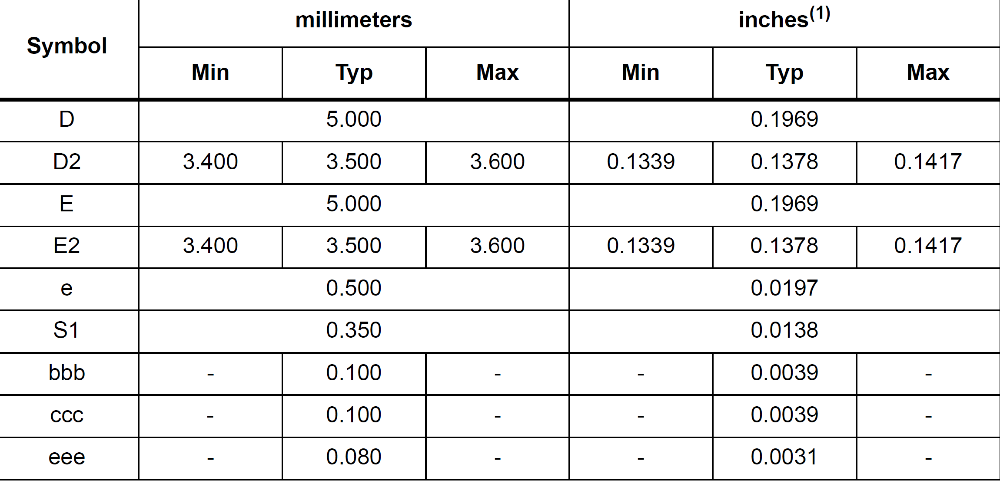 Symbol millimeters inches(1)
Min Typ Max Min Typ Max
D 5.000 0.1969
D2 3.400 3.500 3.600 0.1339 0.1378 0.1417
E 5.000 0.1969
E2 3.400 3.500 3.600 0.1339 0.1378 0.1417
e 0.500 0.0197
S1 0.350 0.0138
bbb - 0.100 - - 0.0039 -
ccc - 0.100 - - 0.0039 -
eee - 0.080 - - 0.0031 -